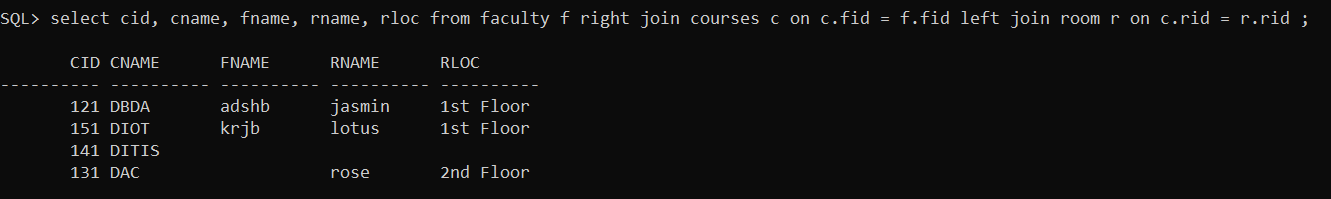 SQL> select cid, cname, fname, rname, rloc from faculty f right join courses c on c.fid = f.fid left join room r on c.rid = r.rid ;
CID CNAME FNAME RNAME RLOC
---------- ---------- ---------- ---------- ----------
121 DBDA adshb jasmin 1st Floor
151 DIOT krjb lotus 1st Floor
141 DITIS
131 DAC rose 2nd Floor